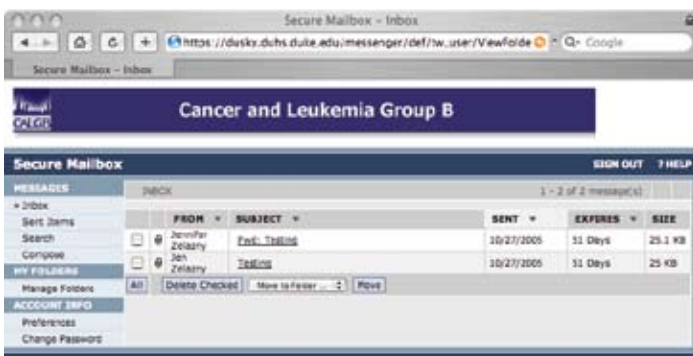 Secure Mailbox – Inbox
https://dusky.duhs.duke.edu/messenger/def/tw_user/ViewFolde
Google
Secure Mailbox – Inbox
CALGB
Cancer and Leukemia Group B
Secure Mailbox
SIGN OUT ? HELP
MESSAGES
INBOX 1 - 2 of 2 message(s)
Inbox
Sent Items
Search
Compose
MY FOLDERS
Manage Folders
ACCOUNT INFO
Preferences
Change Password
FROM SUBJECT SENT EXPIRES SIZE
Jennifer Zelazny Fwd: Testing 10/27/2005 51 Days 25.1 KB
Jen Zelazny Testing 10/27/2005 51 Days 25 KB
All Delete Checked Move to Folder ... Move